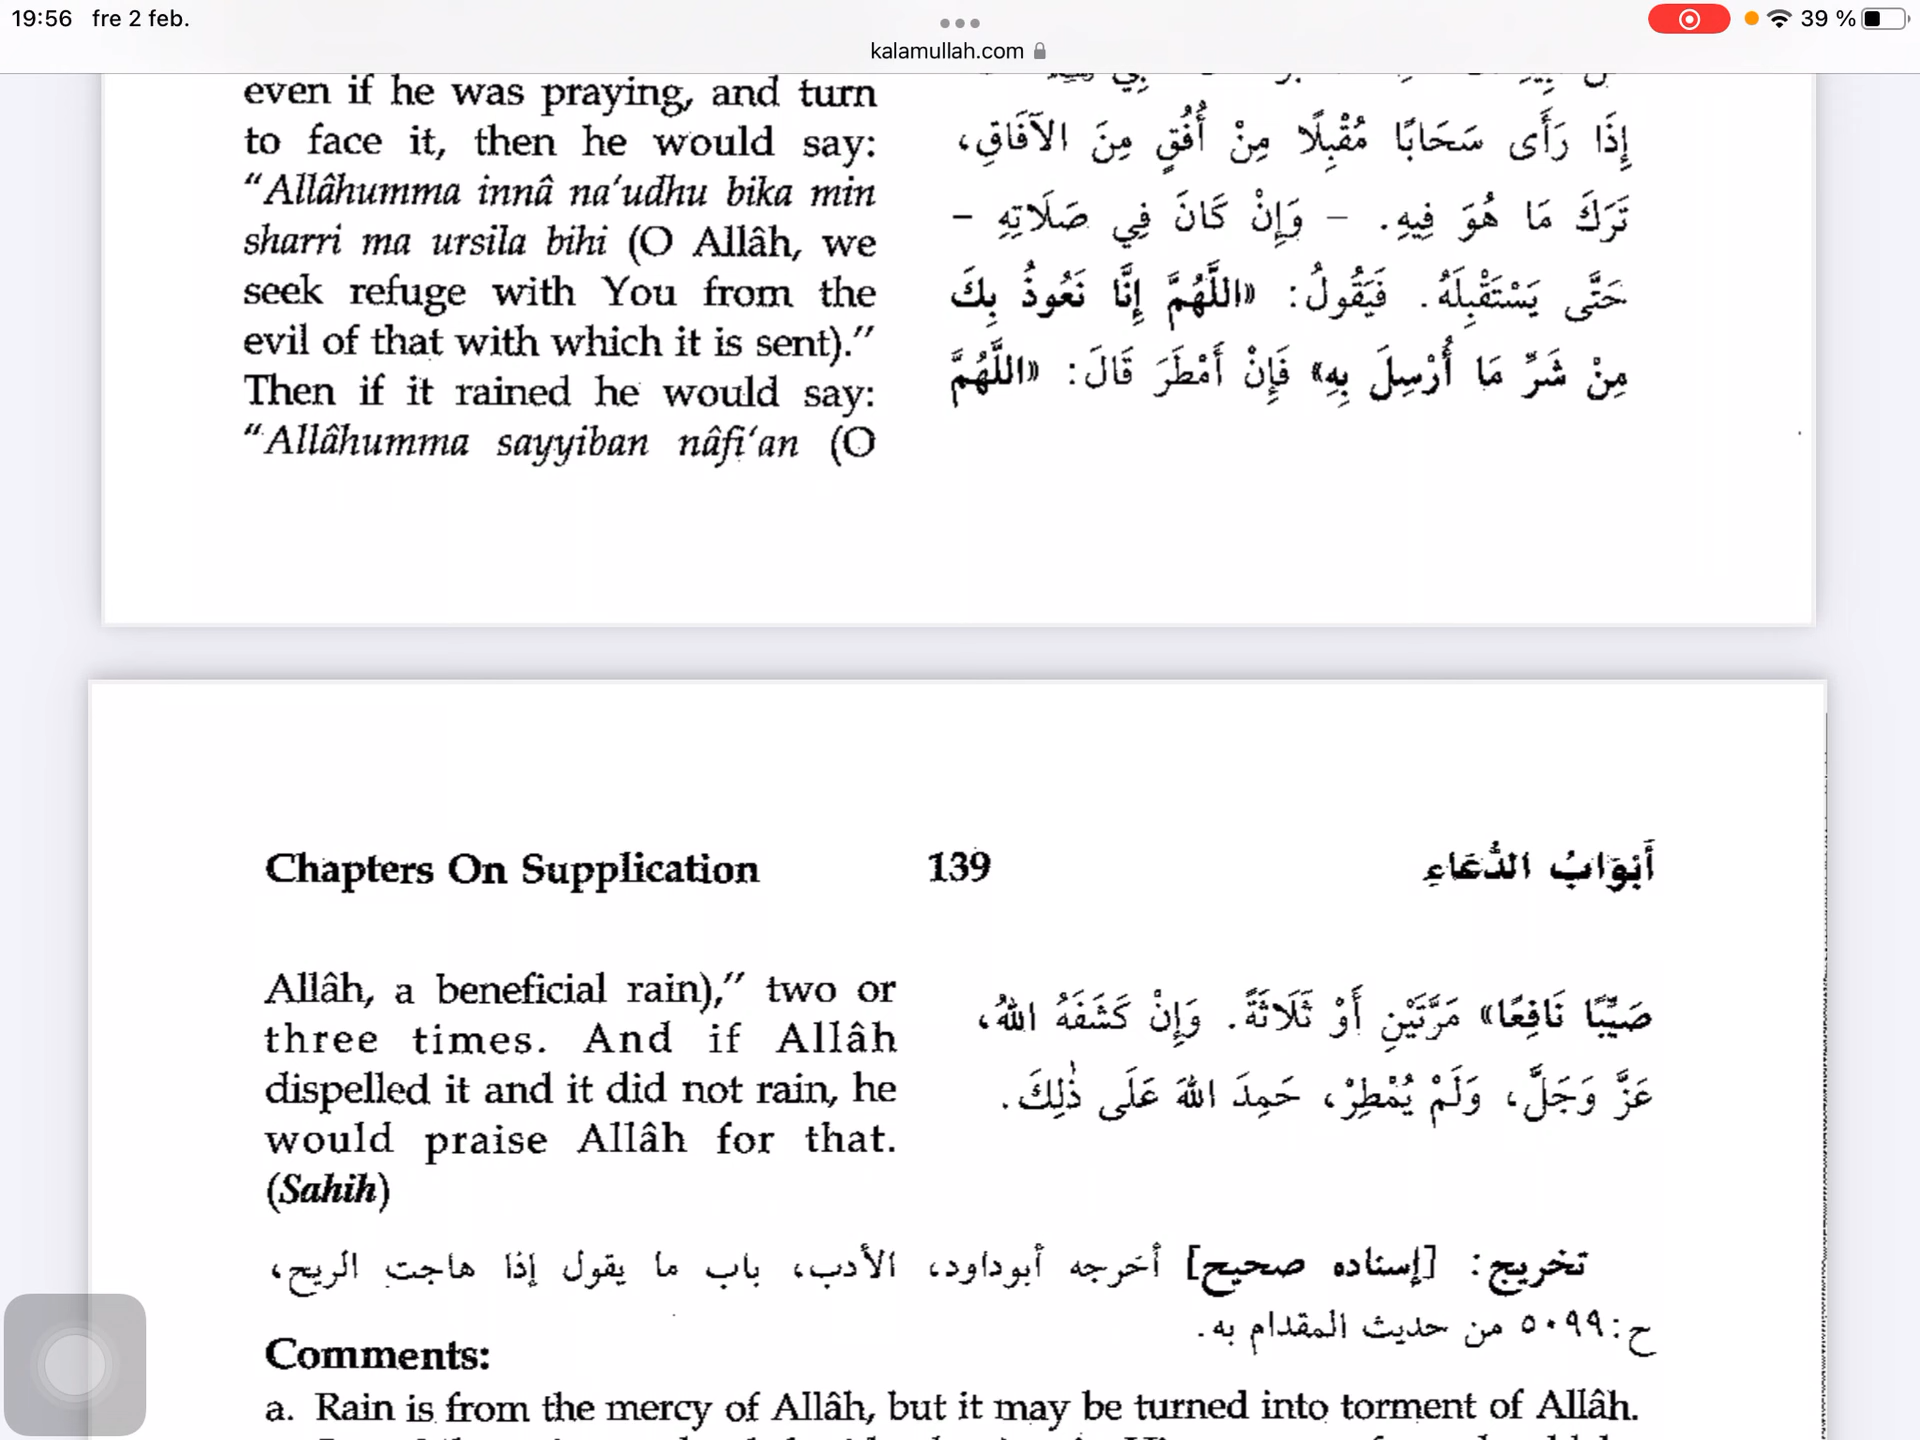 19:56 fre 2 feb.
39 %
kalamullah.com
even if he was praying, and turn
to face it, then he would say:
“Allâhumma innâ na’udhu bika min
sharri ma ursila bihi (O Allâh, we
seek refuge with You from the
evil of that with which it is sent).”
Then if it rained he would say:
“Allâhumma sayyiban nâfi‘an (O
إِذَا رَأَى سَحَابًا مُقْبِلًا مِنْ أُفُقٍ مِنَ الآفَاقِ،
تَرَكَ مَا هُوَ فِيهِ. – وَإِنْ كَانَ فِي صَلَاتِهِ –
حَتَّى يَسْتَقْبِلَهُ. فَيَقُولُ: «اللَّهُمَّ إِنَّا نَعُوذُ بِكَ
مِنْ شَرِّ مَا أُرْسِلَ بِهِ» فَإِنْ أَمْطَرَ قَالَ: «اللَّهُمَّ
Chapters On Supplication 139 أَبْوَابُ الدُّعَاءِ
Allâh, a beneficial rain),” two or
three times. And if Allâh
dispelled it and it did not rain, he
would praise Allâh for that.
(Sahih)
صَيِّبًا نَافِعًا» مَرَّتَيْنِ أَوْ ثَلَاثَةً. وَإِنْ كَشَفَهُ اللهُ،
عَزَّ وَجَلَّ، وَلَمْ يُمْطِرْ، حَمِدَ اللهَ عَلَى ذٰلِكَ.
تخريج: [إسناده صحيح] أخرجه أبوداود، الأدب، باب ما يقول إذا هاجت الريح،
ح:٥٠٩٩ من حديث المقدام به.
Comments:
a. Rain is from the mercy of Allâh, but it may be turned into torment of Allâh.